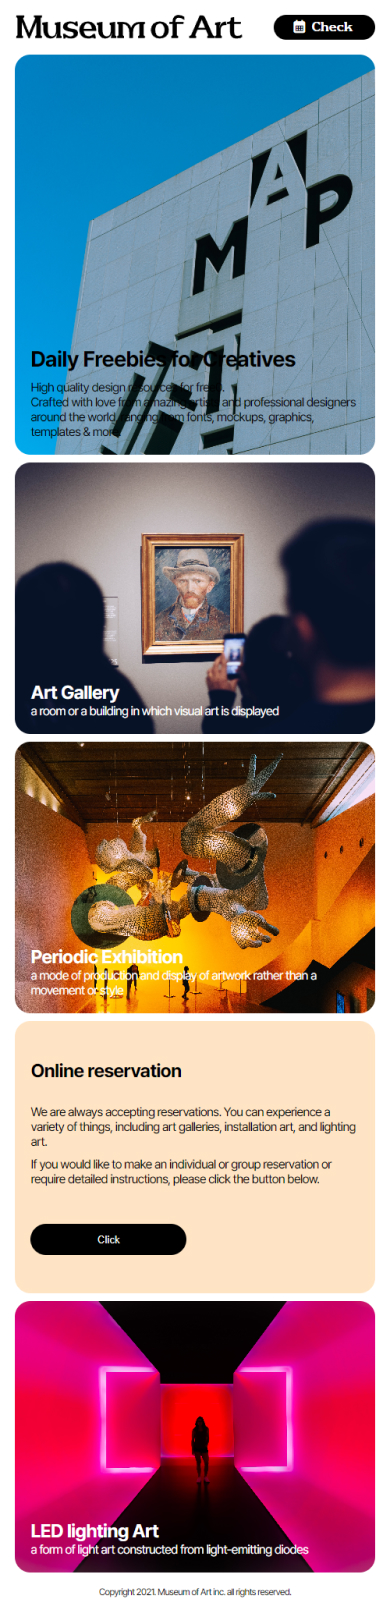 Museum of Art
Check
MAP
Daily Freebies for Creatives
High quality design resources for free.
Crafted with love from amazing artists and professional designers
around the world, ranging from fonts, mockups, graphics,
templates & more.
Art Gallery
a room or a building in which visual art is displayed
Periodic Exhibition
a mode of production and display of artwork rather than a
movement or style
Online reservation
We are always accepting reservations. You can experience a
variety of things, including art galleries, installation art, and lighting
art.
If you would like to make an individual or group reservation or
require detailed instructions, please click the button below.
Click
LED lighting Art
a form of light art constructed from light-emitting diodes
Copyright 2021. Museum of Art inc. all rights reserved.